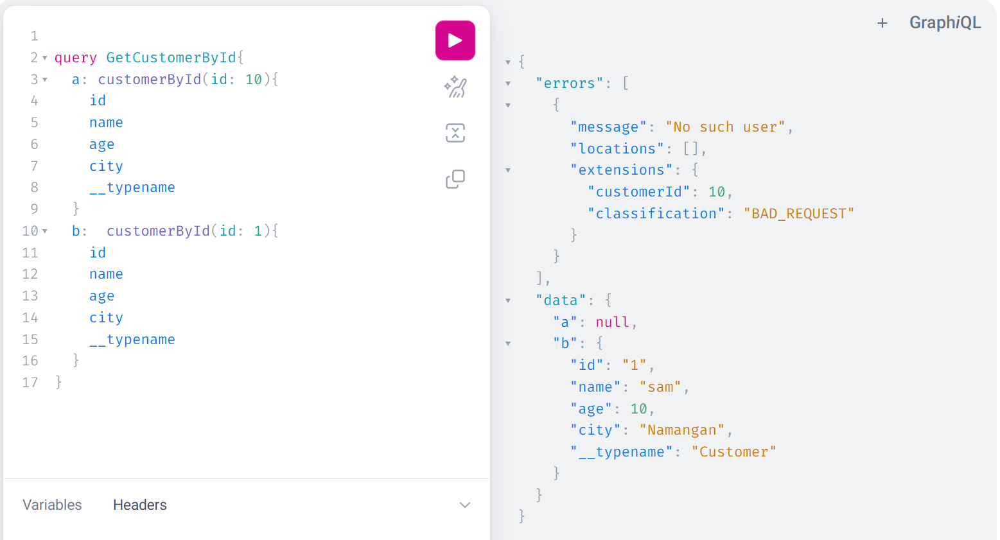 1
2 query GetCustomerById{
3 a: customerById(id: 10){
4 id
5 name
6 age
7 city
8 __typename
9 }
10 b:  customerById(id: 1){
11 id
12 name
13 age
14 city
15 __typename
16 }
17 }
Variables Headers
+ GraphiQL
{
"errors": [
{
"message": "No such user",
"locations": [],
"extensions": {
"customerId": 10,
"classification": "BAD_REQUEST"
}
}
],
"data": {
"a": null,
"b": {
"id": "1",
"name": "sam",
"age": 10,
"city": "Namangan",
"__typename": "Customer"
}
}
}